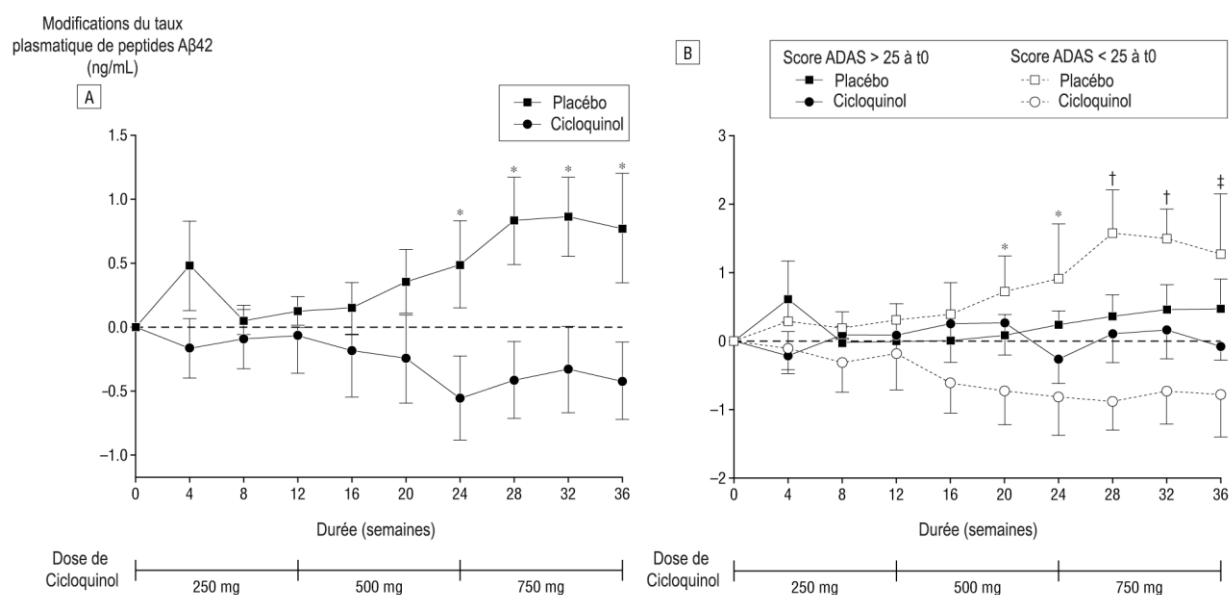 Modifications du taux
plasmatique de peptides Aβ42
(ng/mL)
A
Placébo
Cicloquinol
1.5
1.0
0.5
0.0
−0.5
−1.0
* * * *
0 4 8 12 16 20 24 28 32 36
Durée (semaines)
Dose de
Cicloquinol
250 mg 500 mg 750 mg
B
Score ADAS > 25 à t0 Score ADAS < 25 à t0
Placébo Placébo
Cicloquinol Cicloquinol
3
2
1
0
−1
−2
* * † † ‡
0 4 8 12 16 20 24 28 32 36
Durée (semaines)
Dose de
Cicloquinol
250 mg 500 mg 750 mg